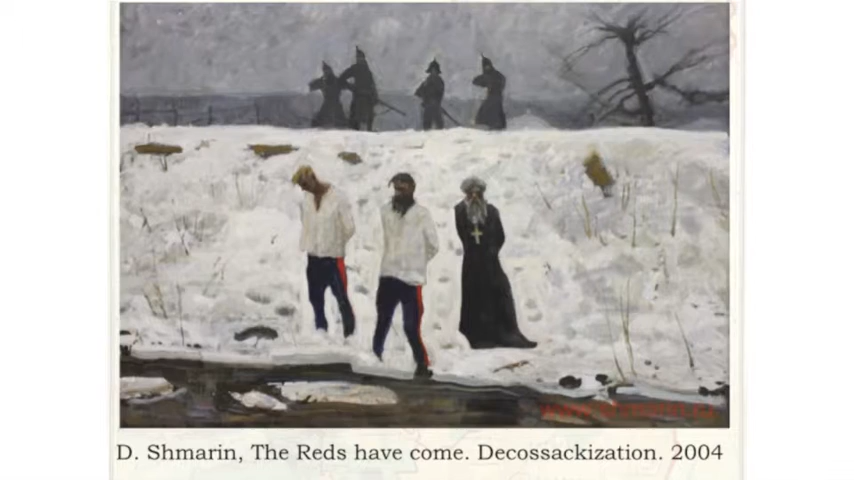 D. Shmarin, The Reds have come. Decossackization. 2004